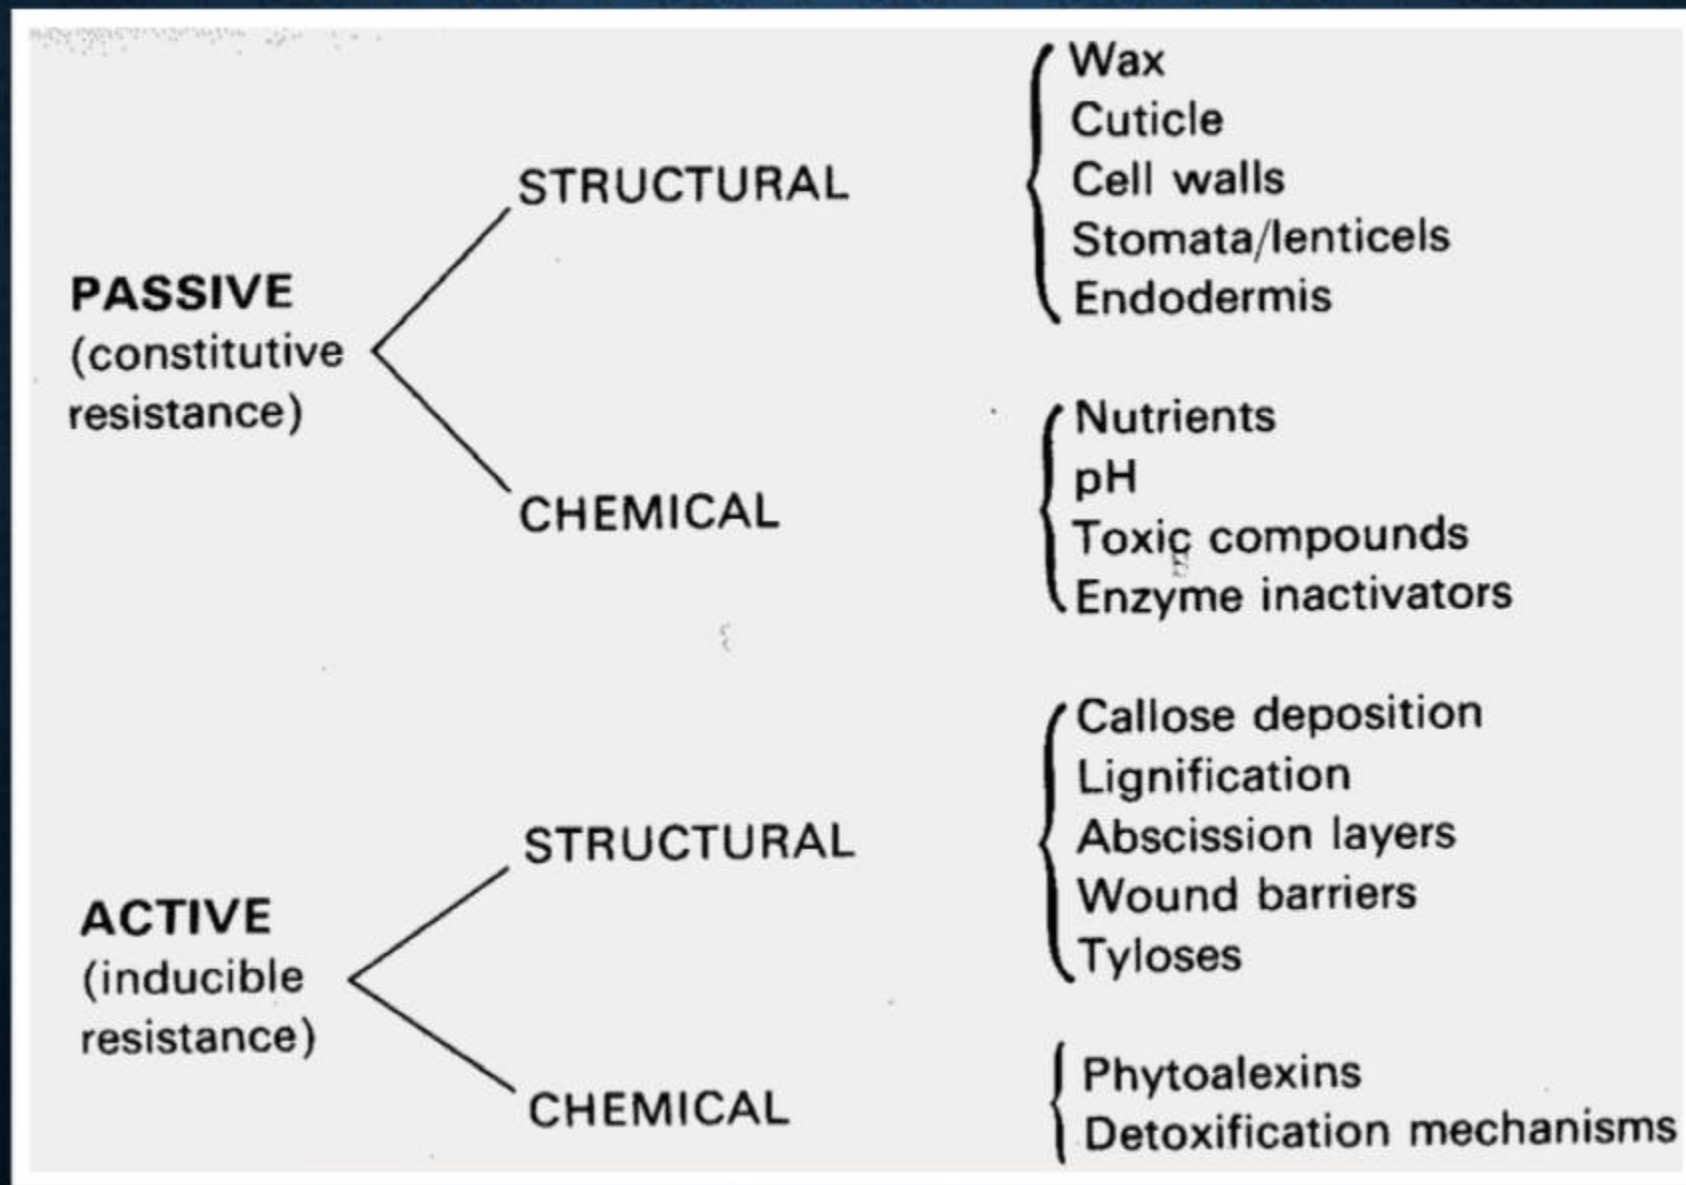 PASSIVE
(constitutive
resistance)
STRUCTURAL
Wax
Cuticle
Cell walls
Stomata/lenticels
Endodermis
CHEMICAL
Nutrients
pH
Toxic compounds
Enzyme inactivators
ACTIVE
(inducible
resistance)
STRUCTURAL
Callose deposition
Lignification
Abscission layers
Wound barriers
Tyloses
CHEMICAL
Phytoalexins
Detoxification mechanisms